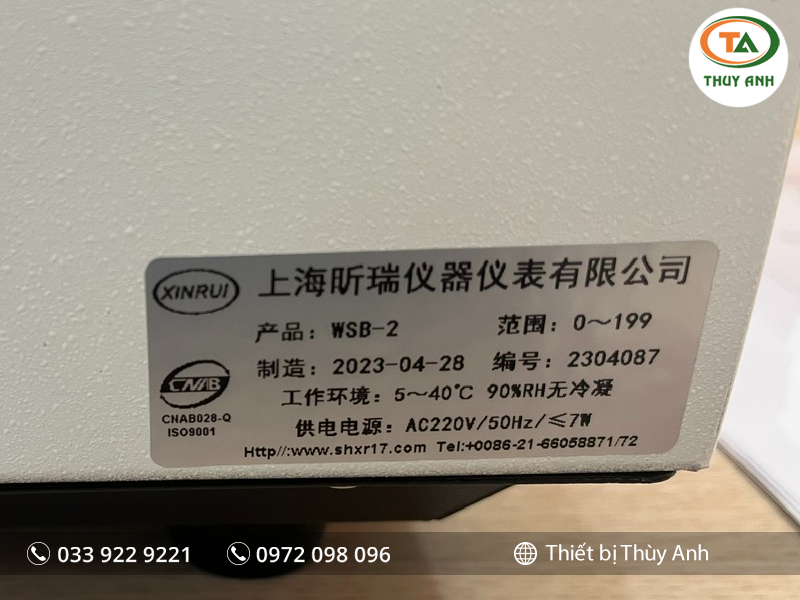 TA
THUY ANH
XINRUI
上海昕瑞仪器仪表有限公司
产品：WSB-2 范围：0～199
制造：2023-04-28 编号：2304087
工作环境：5～40℃ 90%RH无冷凝
供电电源：AC220V/50Hz/≤7W
Http//:www.shxr17.com Tel:+0086-21-66058871/72
CNAB
CNAB028-Q
ISO9001
033 922 9221 0972 098 096 Thiết bị Thùy Anh